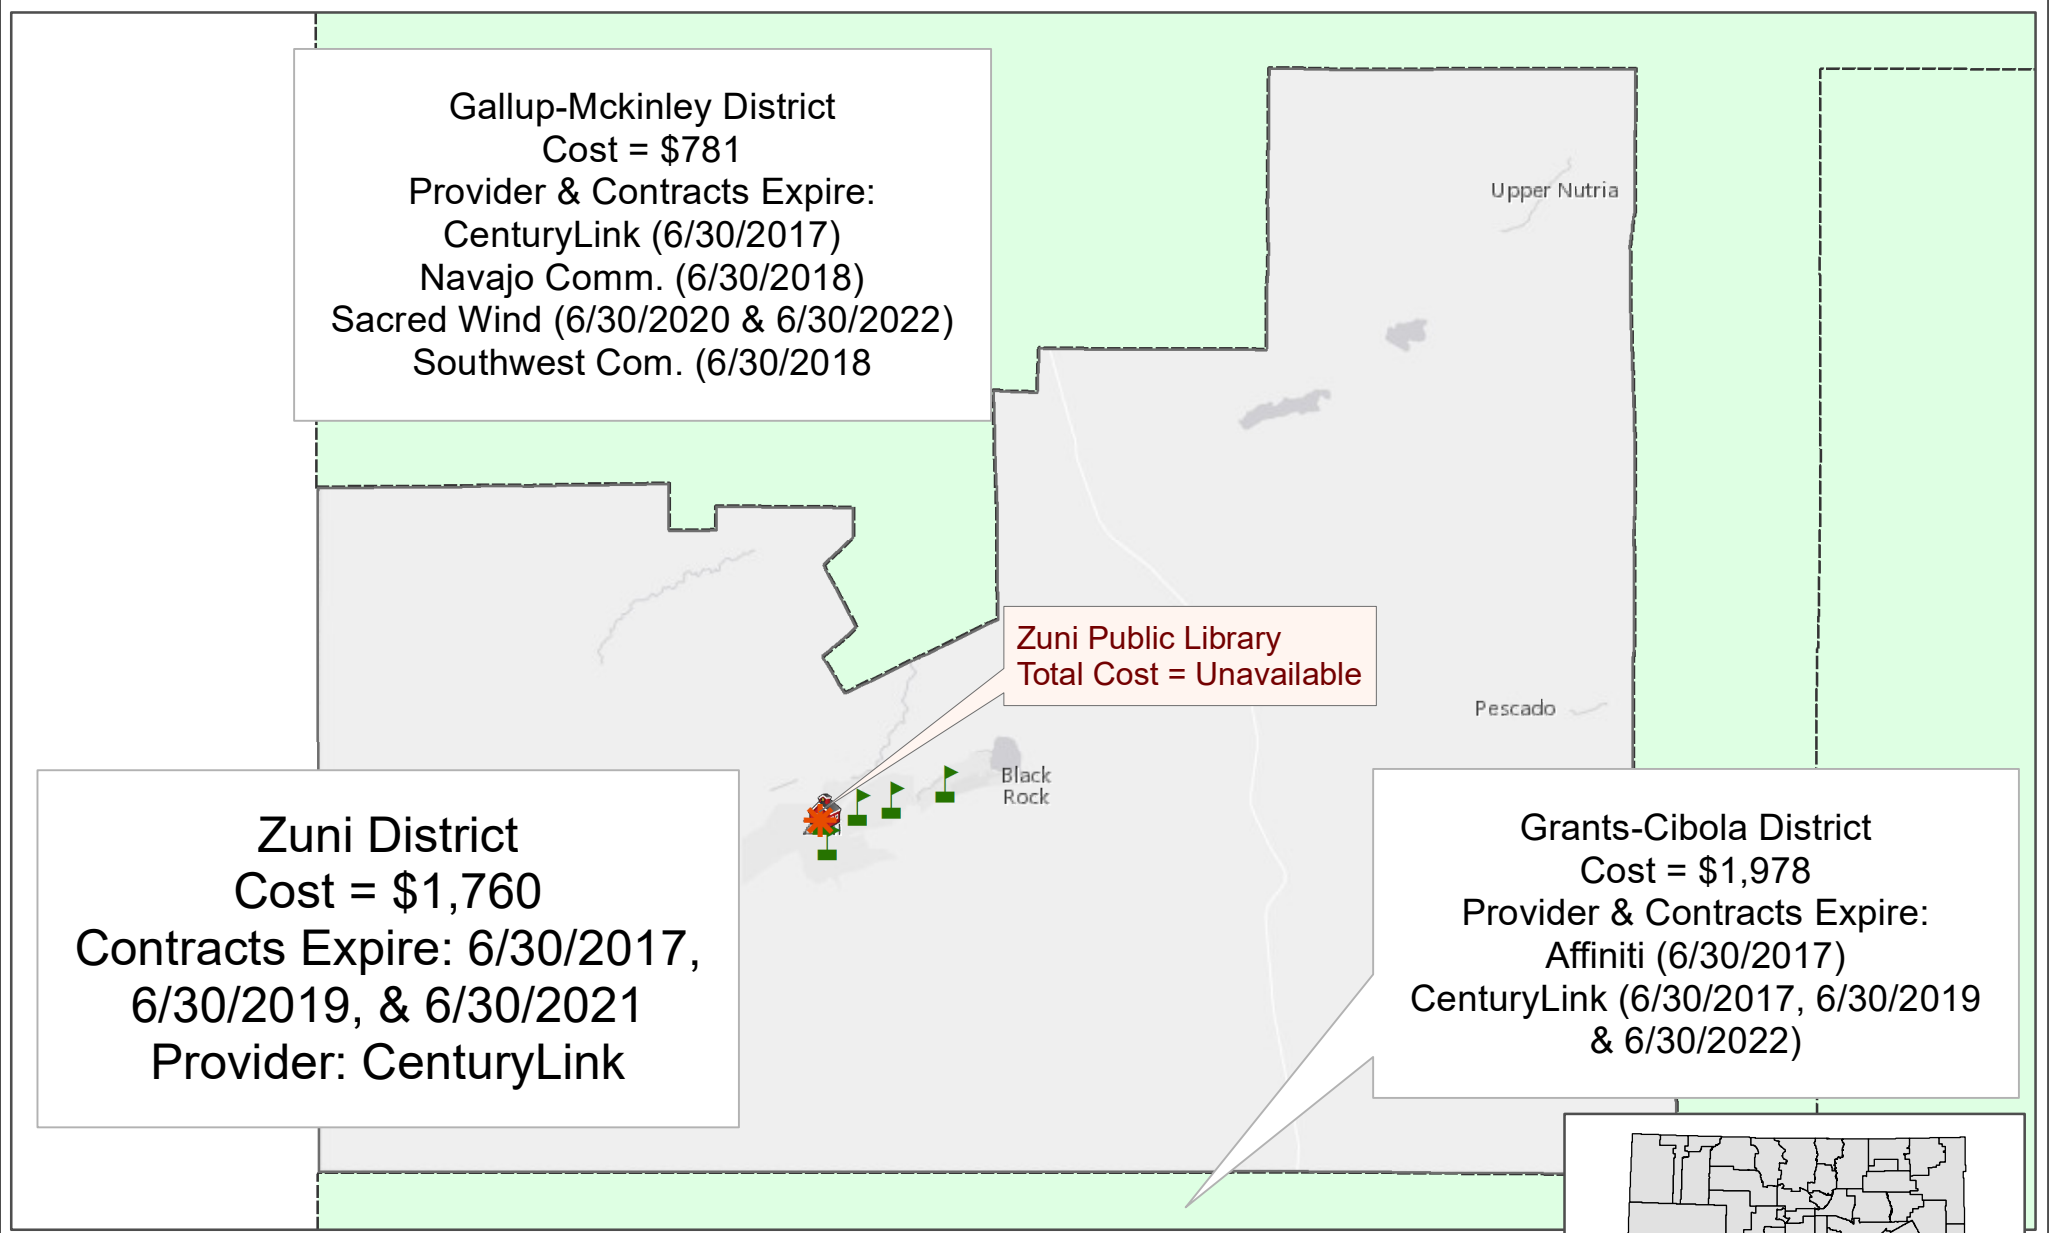 Gallup-Mckinley District
Cost = $781
Provider & Contracts Expire:
CenturyLink (6/30/2017)
Navajo Comm. (6/30/2018)
Sacred Wind (6/30/2020 & 6/30/2022)
Southwest Com. (6/30/2018
Upper Nutria
Zuni Public Library
Total Cost = Unavailable
Pescado
Black
Rock
Zuni District
Cost = $1,760
Contracts Expire: 6/30/2017,
6/30/2019, & 6/30/2021
Provider: CenturyLink
Grants-Cibola District
Cost = $1,978
Provider & Contracts Expire:
Affiniti (6/30/2017)
CenturyLink (6/30/2017, 6/30/2019
& 6/30/2022)